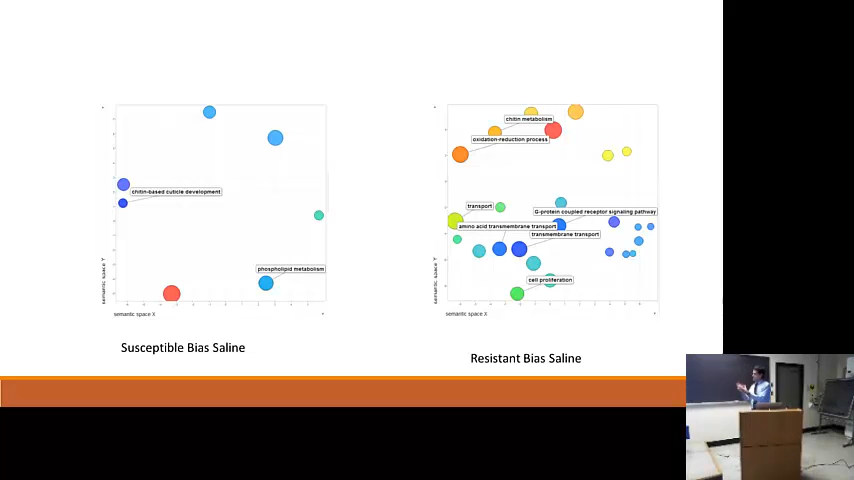 chitin-based cuticle development
phospholipid metabolism
semantic space Y
semantic space X
Susceptible Bias Saline
chitin metabolism
oxidation-reduction process
transport
G-protein coupled receptor signaling pathway
amino acid transmembrane transport
transmembrane transport
cell proliferation
semantic space Y
semantic space X
Resistant Bias Saline